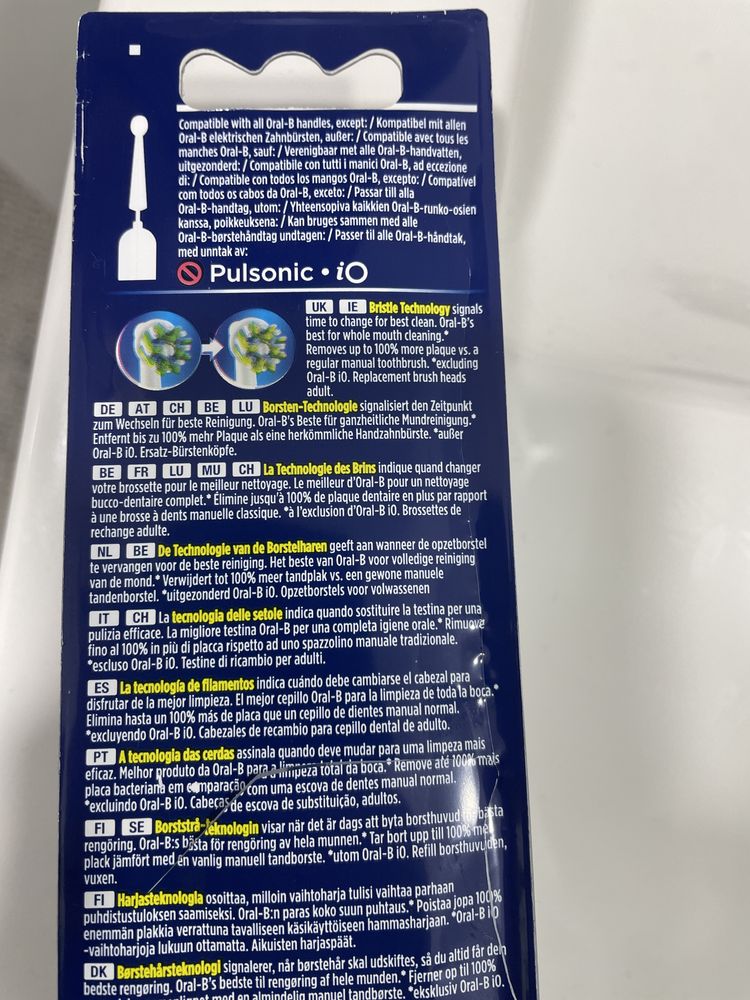 Compatible with all Oral-B handles, except: / Kompatibel mit allen
Oral-B elektrischen Zahnbürsten, außer: / Compatible avec tous les
manches Oral-B, sauf: / Verenigbaar met alle Oral-B-handvatten,
uitgezonderd: / Compatibile con tutti i manici Oral-B, ad eccezione
di: / Compatible con todos los mangos Oral-B, excepto: / Compatível
com todos os cabos da Oral-B, exceto: / Passar till alla
Oral-B-handtag, utom: / Yhteensopiva kaikkien Oral-B-runko-osien
kanssa, poikkeuksena: / Kan bruges sammen med alle
Oral-B-børstehåndtag undtagen: / Passer til alle Oral-B-håndtak,
med unntak av:
Pulsonic • iO
UK IE Bristle Technology signals
time to change for best clean. Oral-B's
best for whole mouth cleaning.*
Removes up to 100% more plaque vs. a
regular manual toothbrush. *excluding
Oral-B iO. Replacement brush heads
adult.
DE AT CH BE LU Borsten-Technologie signalisiert den Zeitpunkt
zum Wechseln für beste Reinigung. Oral-B's Beste für ganzheitliche Mundreinigung.*
Entfernt bis zu 100% mehr Plaque als eine herkömmliche Handzahnbürste. *außer
Oral-B iO. Ersatz-Bürstenköpfe.
BE FR LU MU CH La Technologie des Brins indique quand changer
votre brossette pour le meilleur nettoyage. Le meilleur d'Oral-B pour un nettoyage
bucco-dentaire complet.* Élimine jusqu'à 100% de plaque dentaire en plus par rapport
à une brosse à dents manuelle classique. *à l'exclusion d'Oral-B iO. Brossettes de
rechange adulte.
NL BE De Technologie van de Borstelharen geeft aan wanneer de opzetborstel
te vervangen voor de beste reiniging. Het beste van Oral-B voor volledige reiniging
van de mond.* Verwijdert tot 100% meer tandplak vs. een gewone manuele
tandenborstel. *uitgezonderd Oral-B iO. Opzetborstels voor volwassenen
IT CH La tecnologia delle setole indica quando sostituire la testina per una
pulizia efficace. La migliore testina Oral-B per una completa igiene orale.* Rimuove
fino al 100% in più di placca rispetto ad uno spazzolino manuale tradizionale.
*escluso Oral-B iO. Testine di ricambio per adulti.
ES La tecnología de filamentos indica cuándo debe cambiarse el cabezal para
disfrutar de la mejor limpieza. El mejor cepillo Oral-B para la limpieza de toda la boca.*
Elimina hasta un 100% más de placa que un cepillo de dientes manual normal.
*excluyendo Oral-B iO. Cabezales de recambio para cepillo dental de adulto.
PT A tecnologia das cerdas assinala quando deve mudar para uma limpeza mais
eficaz. Melhor produto da Oral-B para a limpeza total da boca.* Remove até 100% mais
placa bacteriana em comparação com uma escova de dentes manual normal.
*excluindo Oral-B iO. Cabeças de escova de substituição, adultos.
FI SE Borststrå-teknologin visar när det är dags att byta borsthuvud för bästa
rengöring. Oral-B:s bästa för rengöring av hela munnen.* Tar bort upp till 100% mer
plack jämfört med en vanlig manuell tandborste. *utom Oral-B iO. Refill borsthuvuden,
vuxen.
FI Harjasteknologia osoittaa, milloin vaihtoharja tulisi vaihtaa parhaan
puhdistustuloksen saamiseksi. Oral-B:n paras koko suun puhtaus.* Poistaa jopa 100%
enemmän plakkia verrattuna tavalliseen käsikäyttöiseen hammasharjaan. *Oral-B iO
-vaihtoharjoja lukuun ottamatta. Aikuisten harjaspäät.
DK Børstehårsteknologi signalerer, når børstehår skal udskiftes, så du altid får den
bedste rengøring. Oral-B's bedste til rengøring af hele munden.* Fjerner op til 100%
med en almindelig manuel tandbørste. *eksklusiv Oral-B iO.